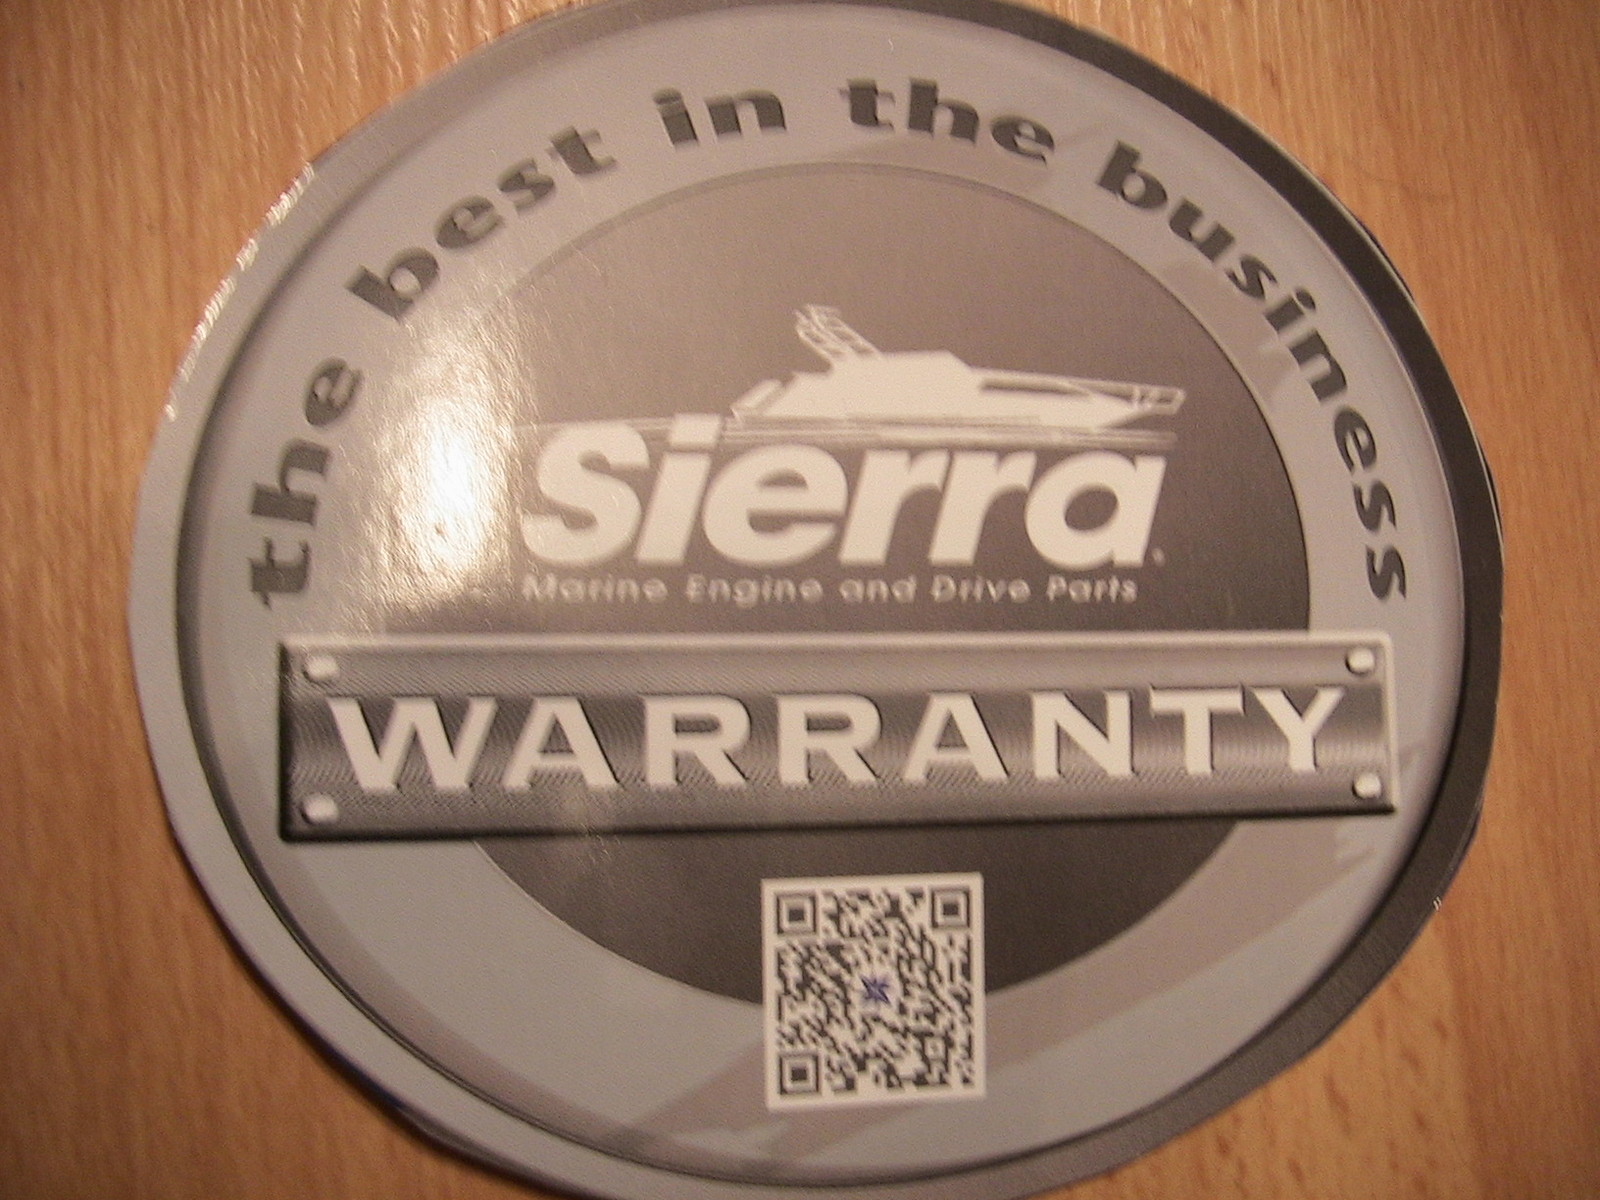 the best in the business
Sierra.
Marine Engine and Drive Parts
WARRANTY